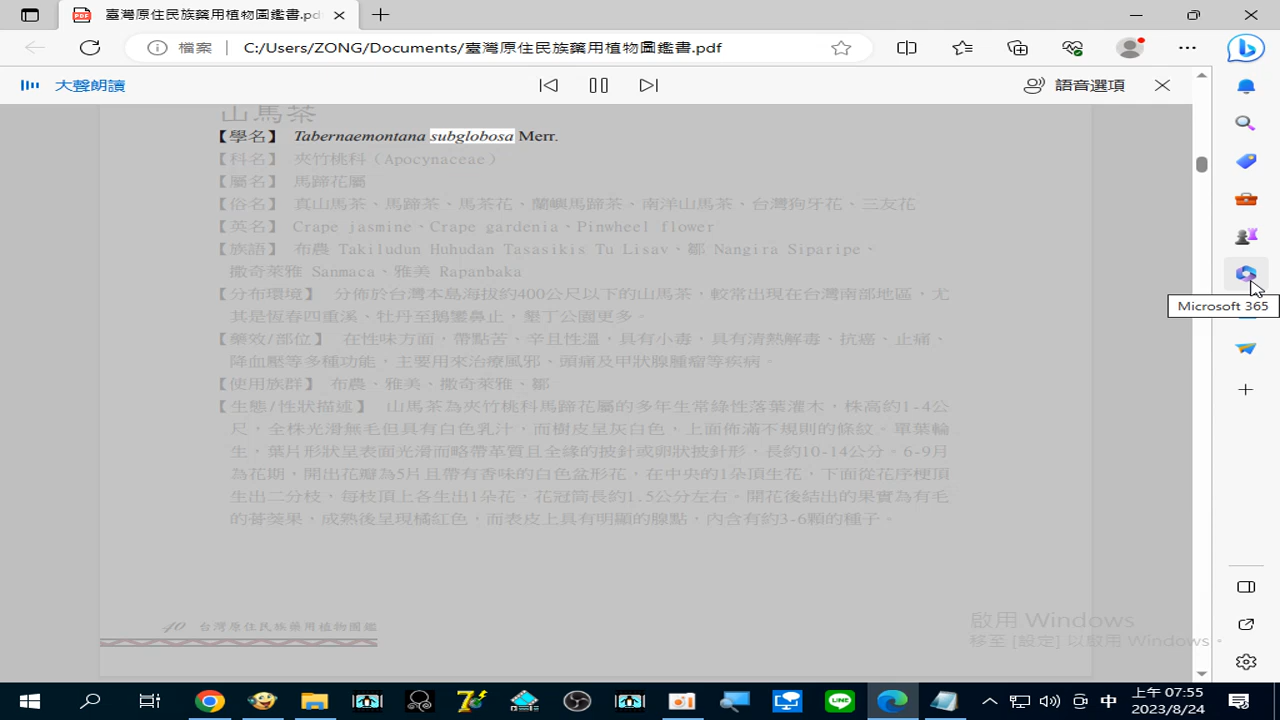 臺灣原住民族藥用植物圖鑑書.pdf
檔案 C:/Users/ZONG/Documents/臺灣原住民族藥用植物圖鑑書.pdf
大聲朗讀
語音選項
山馬茶
【學名】 Tabernaemontana subglobosa Merr.
【科名】 夾竹桃科（Apocynaceae）
【屬名】 馬蹄花屬
【俗名】 真山馬茶、馬蹄茶、馬茶花、蘭嶼馬蹄茶、南洋山馬茶、台灣狗牙花、三友花
【英名】 Crape jasmine、Crape gardenia、Pinwheel flower
【族語】 布農 Takiludun Huhudan Tasasikis Tu Lisav、鄒 Nangira Siparipe、
撒奇萊雅 Sanmaca、雅美 Rapanbaka
【分布環境】 分佈於台灣本島海拔約400公尺以下的山馬茶，較常出現在台灣南部地區，尤
其是恆春四重溪、牡丹至鵝鑾鼻止，墾丁公園更多。
【藥效/部位】 在性味方面，帶點苦、辛且性溫，具有小毒，具有清熱解毒、抗癌、止痛、
降血壓等多種功能，主要用來治療風邪、頭痛及甲狀腺腫瘤等疾病。
【使用族群】 布農、雅美、撒奇萊雅、鄒
【生態/性狀描述】 山馬茶為夾竹桃科馬蹄花屬的多年生常綠性落葉灌木，株高約1-4公
尺，全株光滑無毛但具有白色乳汁，而樹皮呈灰白色，上面佈滿不規則的條紋。單葉輪
生，葉片形狀呈表面光滑而略帶革質且全緣的披針或卵狀披針形，長約10-14公分。6-9月
為花期，開出花瓣為5片且帶有香味的白色盆形花，在中央的1朵頂生花，下面從花序梗頂
生出二分枝，每枝頂上各生出1朵花，花冠筒長約1.5公分左右。開花後結出的果實為有毛
的蓇葖果、成熟後呈現橘紅色，而表皮上具有明顯的腺點，內含有約3-6顆的種子。
40 台灣原住民族藥用植物圖鑑
Microsoft 365
啟用 Windows
移至 [設定] 以啟用 Windows。
中
上午 07:55
2023/8/24